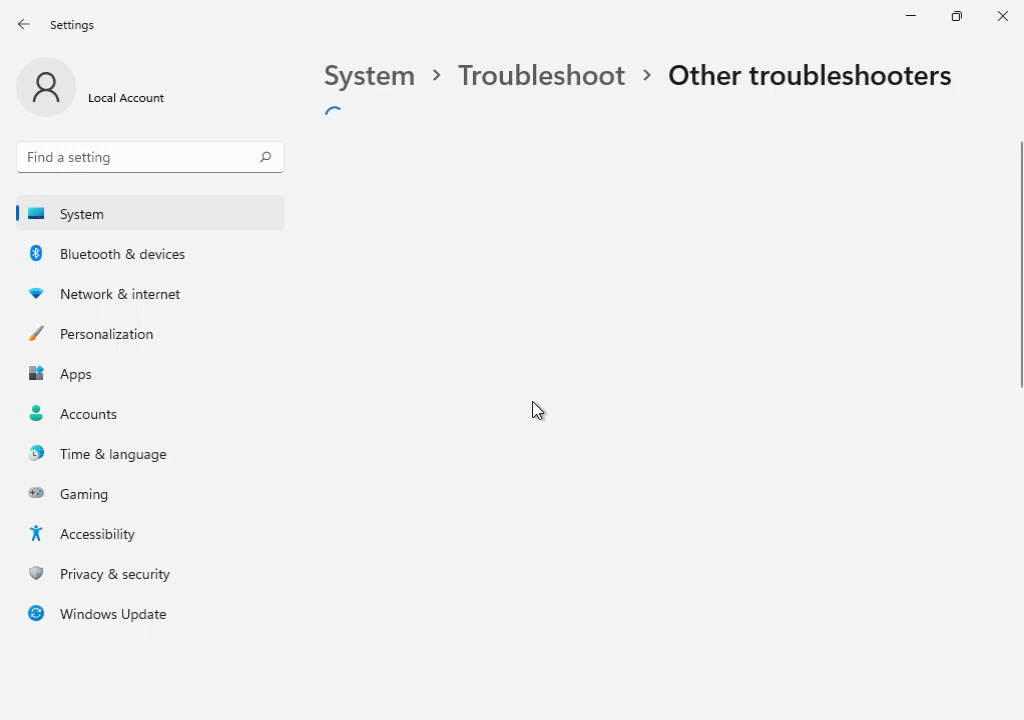 Settings
Local Account
System › Troubleshoot › Other troubleshooters
Find a setting
System
Bluetooth & devices
Network & internet
Personalization
Apps
Accounts
Time & language
Gaming
Accessibility
Privacy & security
Windows Update